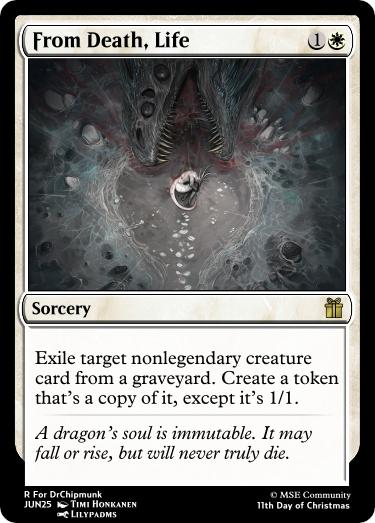 From Death, Life
1
Sorcery
Exile target nonlegendary creature
card from a graveyard. Create a token
that's a copy of it, except it's 1/1.
A dragon's soul is immutable. It may
fall or rise, but will never truly die.
R For DrChipmunk © MSE Community
JUN25 Timi Honkanen 11th Day of Christmas
Lilypadms